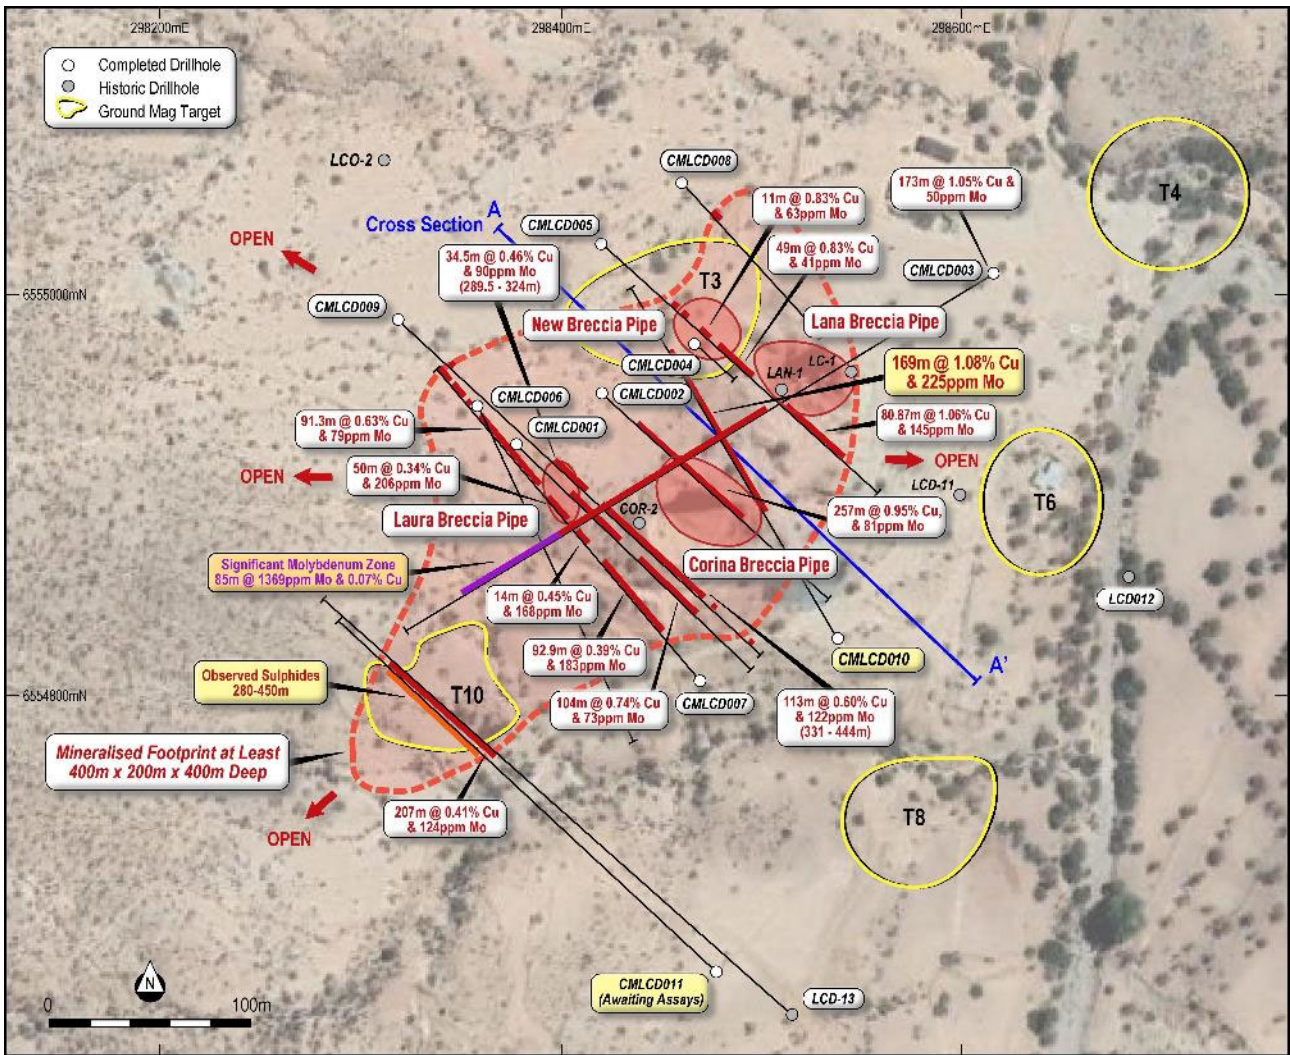 298200mE
298400mE
298600mE
Completed Drillhole
Historic Drillhole
Ground Mag Target
LCO-2
CMLCD008
173m @ 1.05% Cu &
50ppm Mo
T4
11m @ 0.83% Cu
& 63ppm Mo
A
Cross Section
CMLCD005
OPEN
34.5m @ 0.46% Cu
& 90ppm Mo
(289.5 - 324m)
49m @ 0.83% Cu
& 41ppm Mo
CMLCD003
T3
6555000mN
CMLCD009
New Breccia Pipe
Lana Breccia Pipe
CMLCD004
LAN-1
LC-1
169m @ 1.08% Cu
& 225ppm Mo
CMLCD006
CMLCD002
91.3m @ 0.63% Cu
& 79ppm Mo
CMLCD001
80.87m @ 1.06% Cu
& 145ppm Mo
OPEN
50m @ 0.34% Cu
& 206ppm Mo
OPEN
LCD-11
T6
Laura Breccia Pipe
COR-2
257m @ 0.95% Cu,
& 81ppm Mo
Corina Breccia Pipe
Significant Molybdenum Zone
85m @ 1369ppm Mo & 0.07% Cu
14m @ 0.45% Cu
& 168ppm Mo
LCD012
92.9m @ 0.39% Cu
& 183ppm Mo
CMLCD010
A'
Observed Sulphides
280-450m
T10
6554800mN
104m @ 0.74% Cu
& 73ppm Mo
CMLCD007
113m @ 0.60% Cu
& 122ppm Mo
(331 - 444m)
Mineralised Footprint at Least
400m x 200m x 400m Deep
207m @ 0.41% Cu
& 124ppm Mo
T8
OPEN
CMLCD011
(Awaiting Assays)
LCD-13
N
0
100m